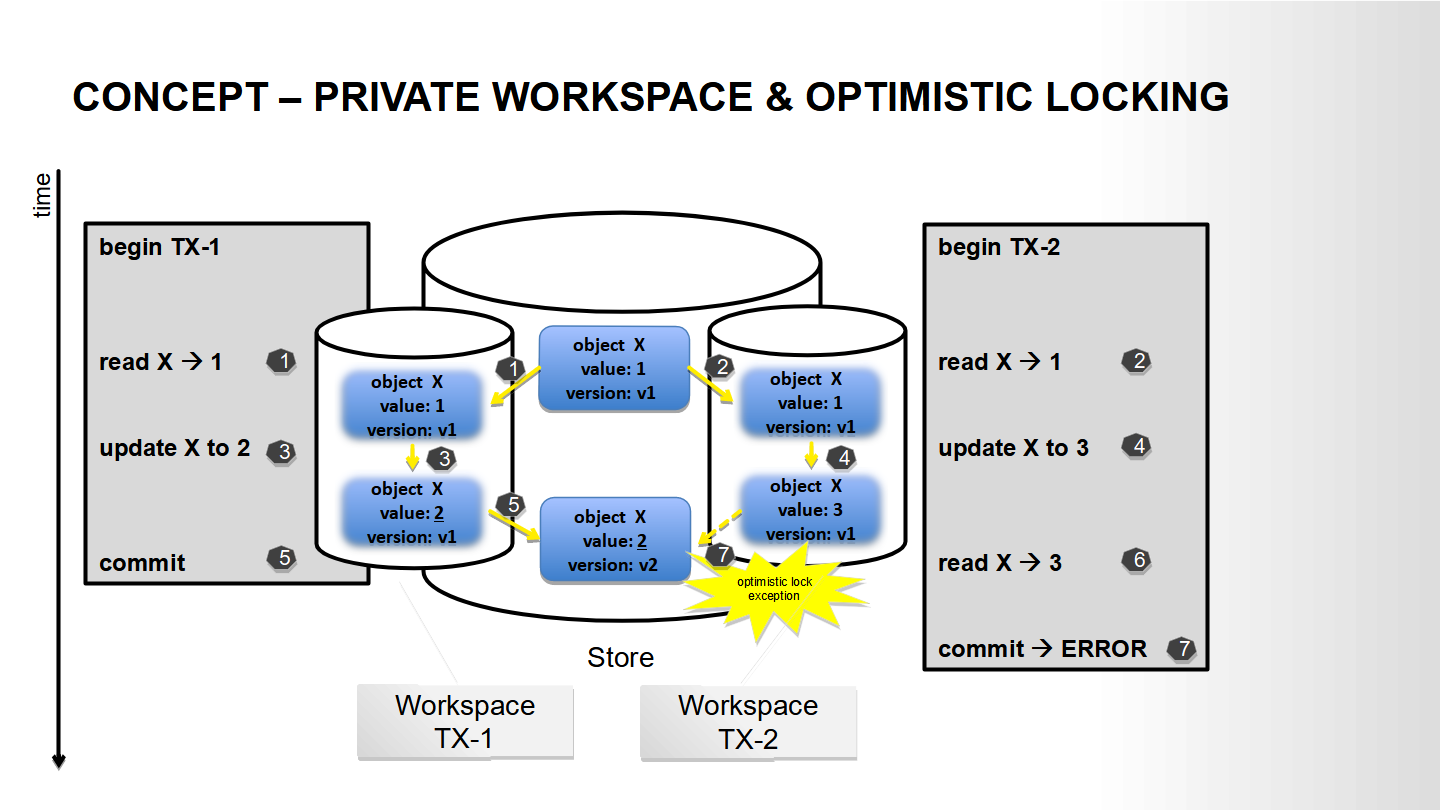 CONCEPT – PRIVATE WORKSPACE & OPTIMISTIC LOCKING
time
begin TX-1
read X → 1 1
update X to 2 3
commit 5
object X
value: 1
version: v1
1
object X
value: 1
version: v1
3
object X
value: 2
version: v1
5
object X
value: 2
version: v2
2
object X
value: 1
version: v1
4
object X
value: 3
version: v1
7
optimistic lock
exception
Store
Workspace
TX-1
Workspace
TX-2
begin TX-2
read X → 1 2
update X to 3 4
read X → 3 6
commit → ERROR 7